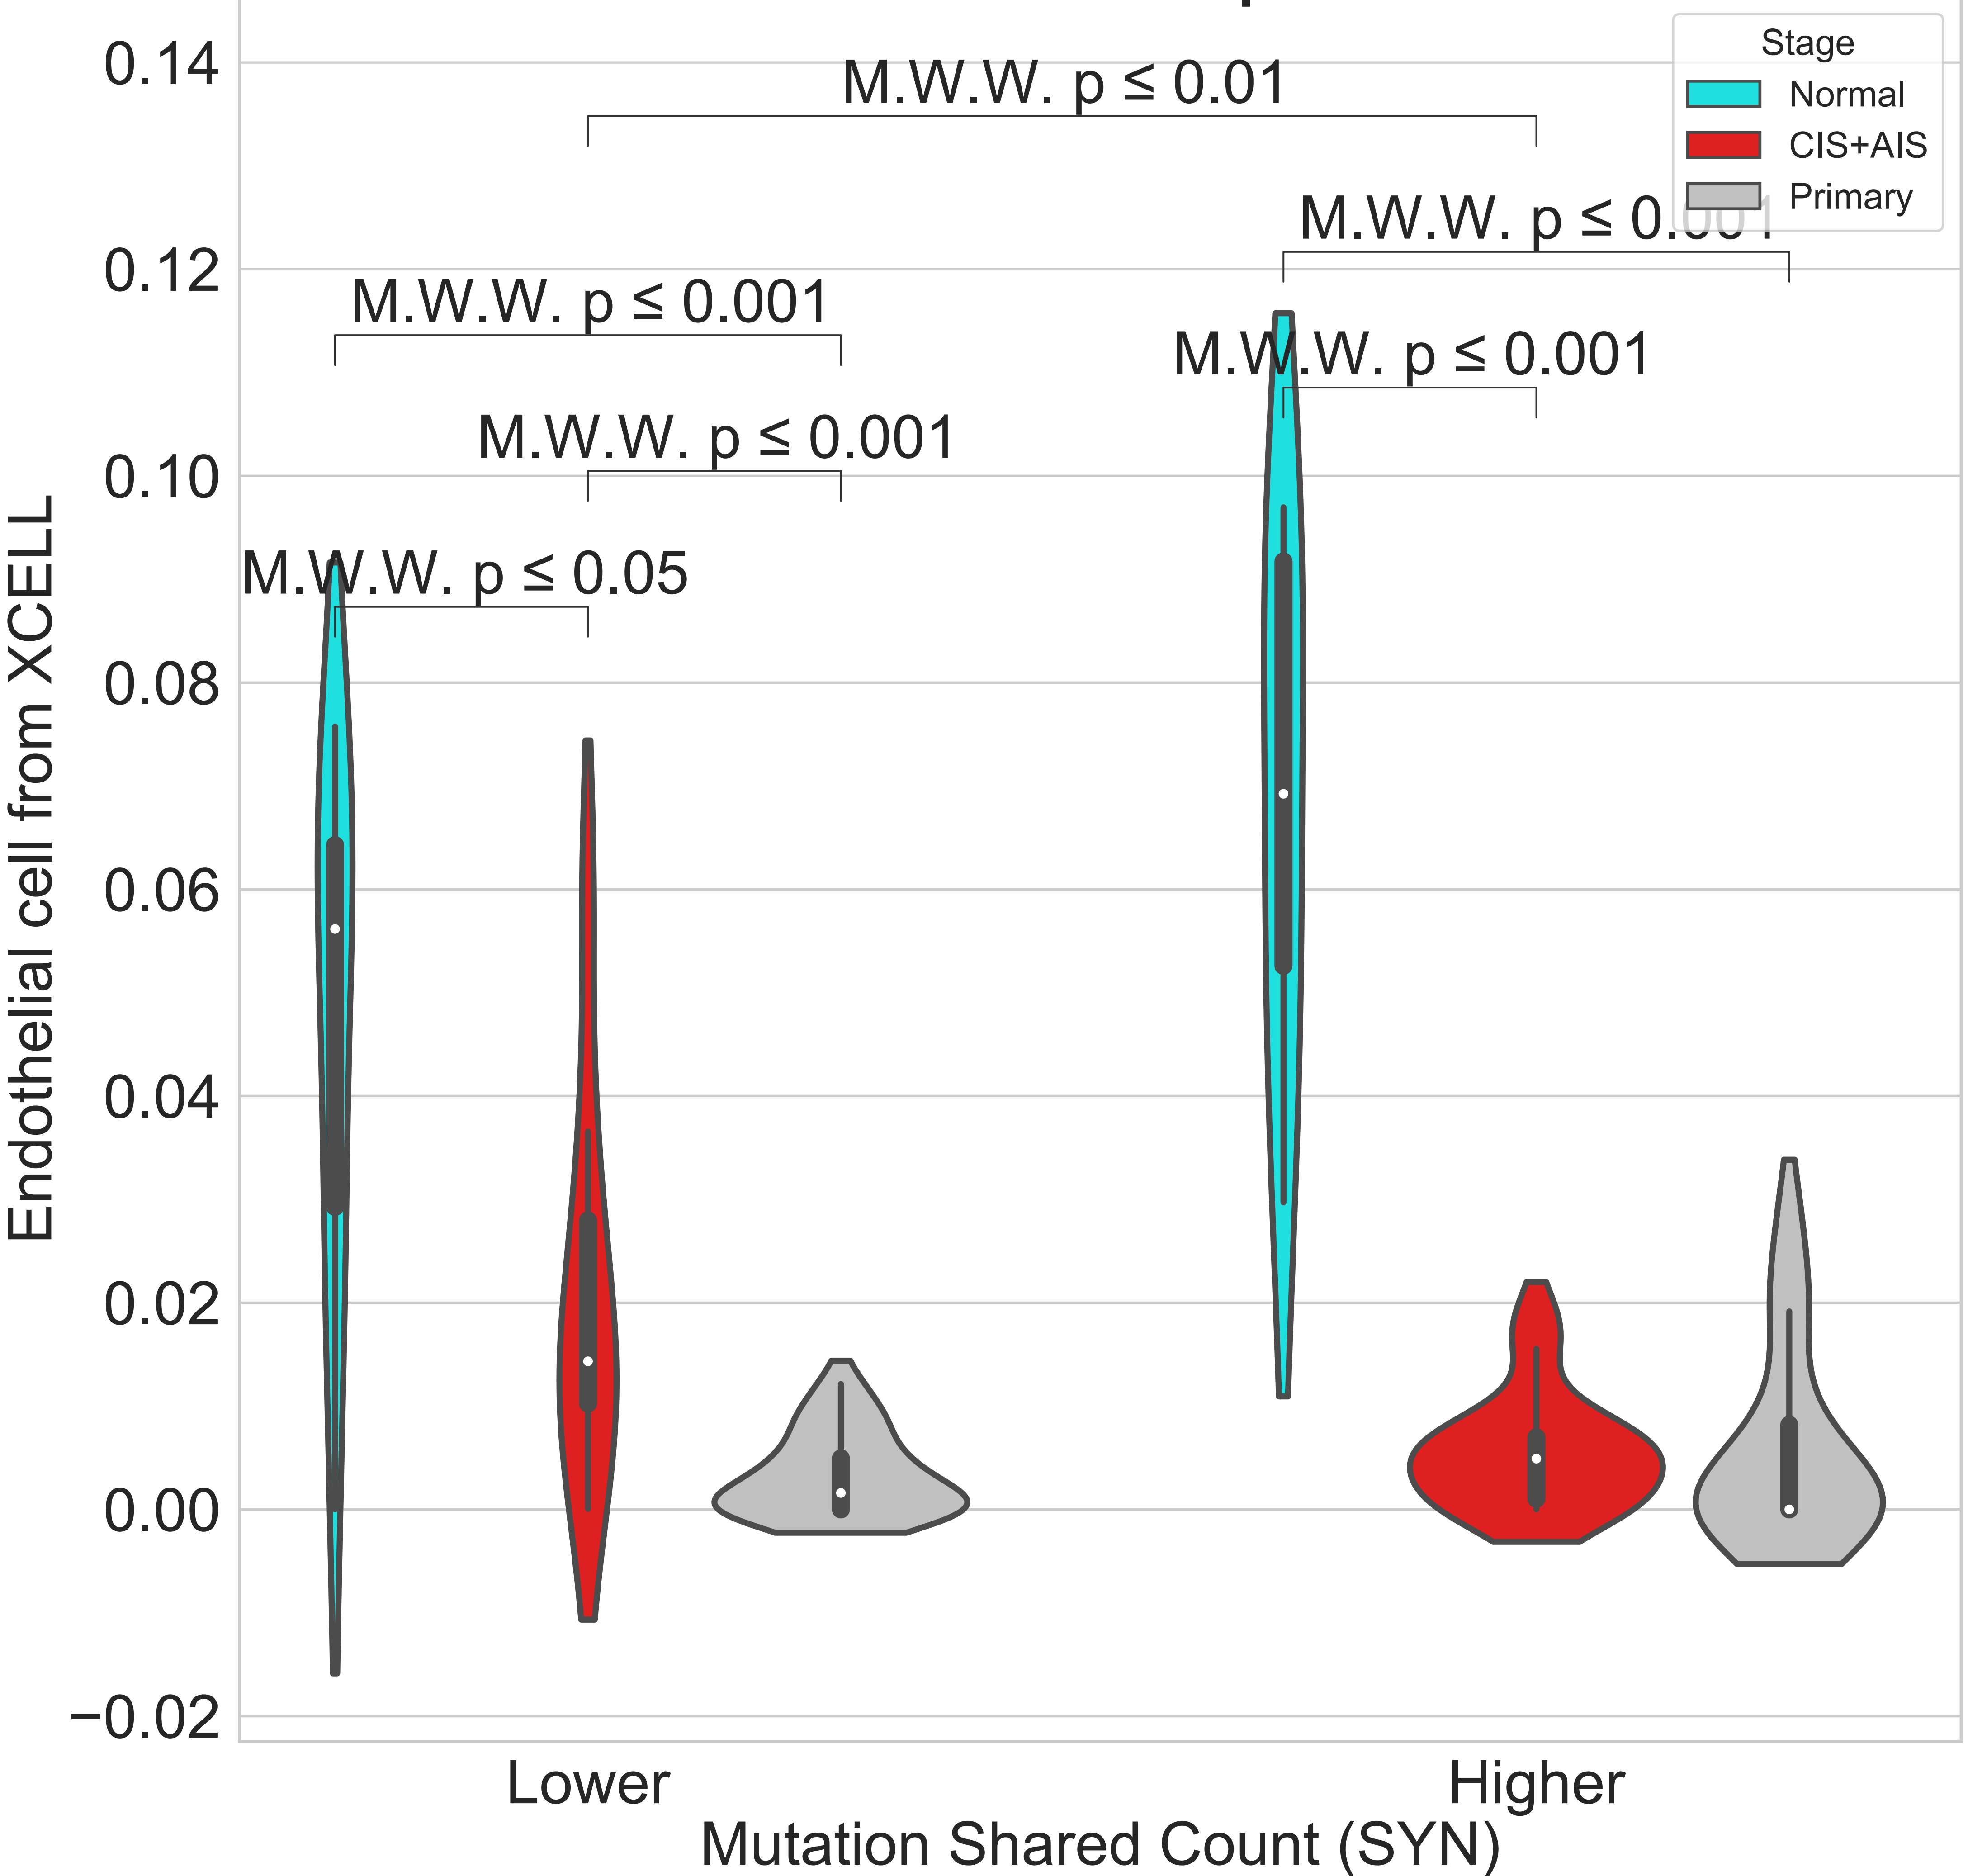 0.14
0.12
0.10
0.08
0.06
0.04
0.02
0.00
−0.02
Endothelial cell from XCELL
M.W.W. p ≤ 0.01
M.W.W. p ≤ 0.001
M.W.W. p ≤ 0.001
M.W.W. p ≤ 0.001
M.W.W. p ≤ 0.001
M.W.W. p ≤ 0.05
Stage
Normal
CIS+AIS
Primary
Lower
Higher
Mutation Shared Count (SYN)